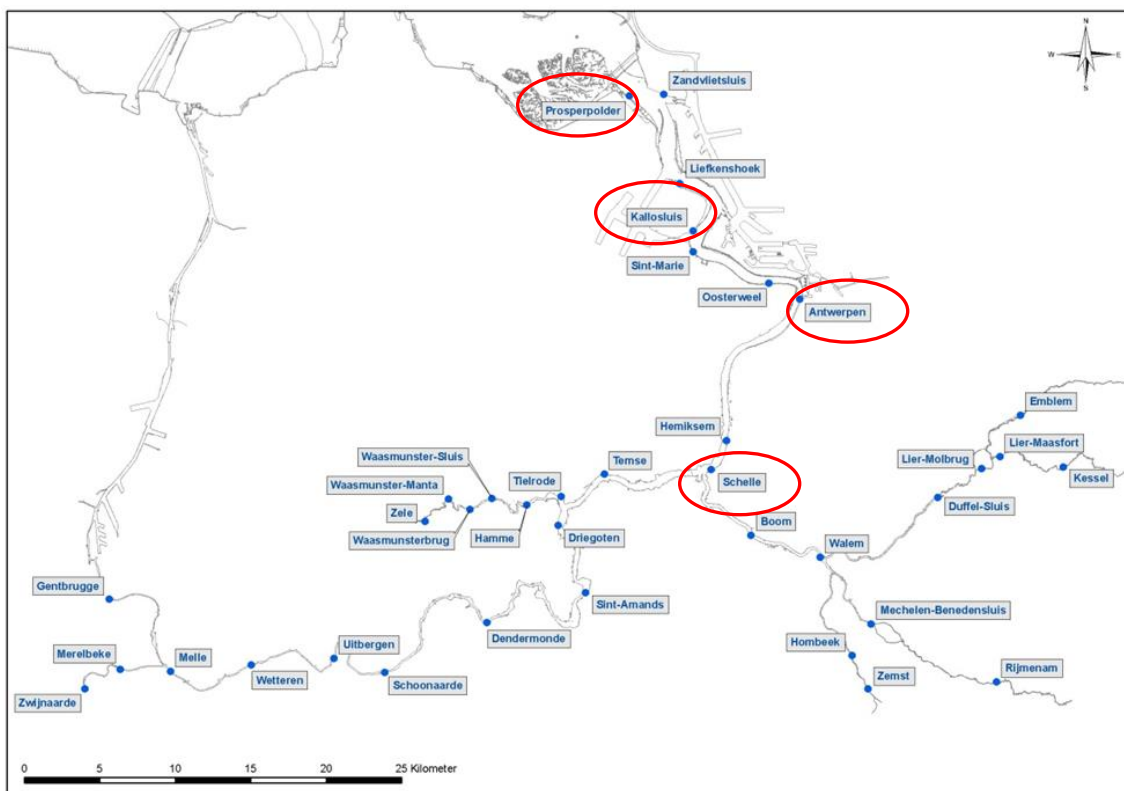 N
W
E
S
Zandvlietsluis
Prosperpolder
Liefkenshoek
Kallosluis
Sint-Marie
Oosterweel
Antwerpen
Emblem
Hemiksem
Lier-Maasfort
Waasmunster-Sluis
Temse
Lier-Molbrug
Kessel
Waasmunster-Manta
Tielrode
Schelle
Duffel-Sluis
Zele
Boom
Waasmunsterbrug
Hamme
Driegoten
Walem
Gentbrugge
Sint-Amands
Mechelen-Benedensluis
Dendermonde
Uitbergen
Hombeek
Merelbeke
Melle
Rijmenam
Wetteren
Schoonaarde
Zemst
Zwijnaarde
0 5 10 15 20 25 Kilometer